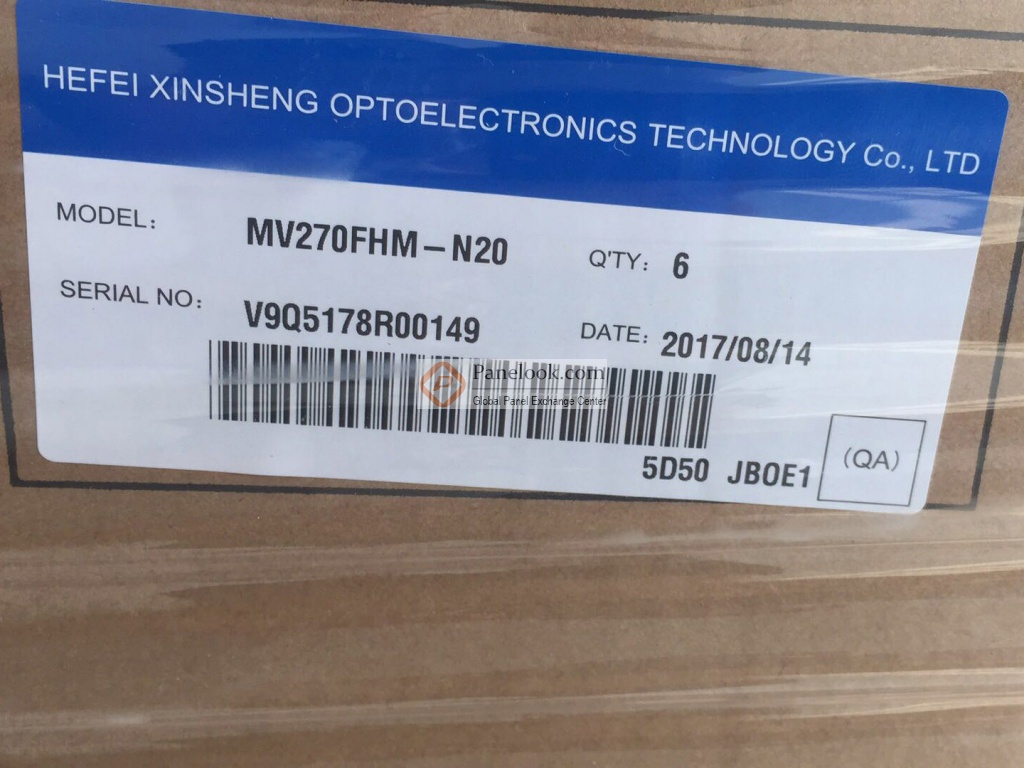 HEFEI XINSHENG OPTOELECTRONICS TECHNOLOGY Co., LTD
MODEL: MV270FHM-N20 Q'TY: 6
SERIAL NO: V9Q5178R00149 DATE: 2017/08/14
Panelook.com
Global Panel Exchange Center
5D50 JBOE1 (QA)